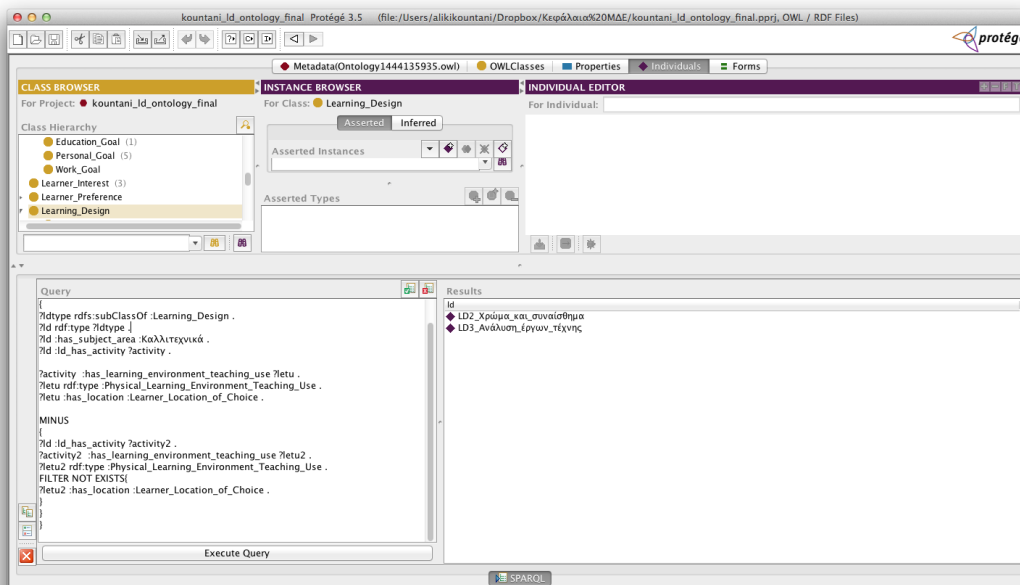 kountani_ld_ontology_final Protégé 3.5 (file:/Users/alikikountani/Dropbox/Κεφάλαια%20ΜΔΕ/kountani_ld_ontology_final.pprj, OWL / RDF Files)
protégé
Metadata(Ontology1444135935.owl) OWLClasses Properties Individuals Forms
CLASS BROWSER
For Project: kountani_ld_ontology_final
Class Hierarchy
Education_Goal (1)
Personal_Goal (5)
Work_Goal
Learner_Interest (3)
Learner_Preference
Learning_Design
INSTANCE BROWSER
For Class: Learning_Design
Asserted Inferred
Asserted Instances
Asserted Types
INDIVIDUAL EDITOR
For Individual:
Query
{
?ldtype rdfs:subClassOf :Learning_Design .
?ld rdf:type ?ldtype .
?ld :has_subject_area :Καλλιτεχνικά .
?ld :ld_has_activity ?activity .
?activity :has_learning_environment_teaching_use ?letu .
?letu rdf:type :Physical_Learning_Environment_Teaching_Use .
?letu :has_location :Learner_Location_of_Choice .
MINUS
{
?ld :ld_has_activity ?activity2 .
?activity2 :has_learning_environment_teaching_use ?letu2 .
?letu2 rdf:type :Physical_Learning_Environment_Teaching_Use .
FILTER NOT EXISTS{
?letu2 :has_location :Learner_Location_of_Choice .
}
}
}
Execute Query
Results
ld
LD2_Χρώμα_και_συναίσθημα
LD3_Ανάλυση_έργων_τέχνης
SPARQL